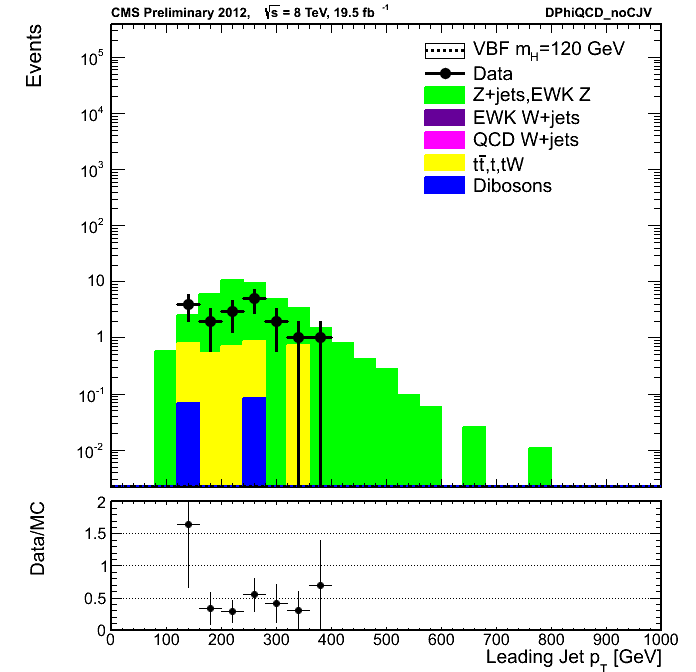 CMS Preliminary 2012, √s = 8 TeV, 19.5 fb⁻¹ DPhiQCD_noCJV
Events
10⁵
10⁴
10³
10²
10
1
10⁻¹
10⁻²
VBF m_H=120 GeV
Data
Z+jets,EWK Z
EWK W+jets
QCD W+jets
tt̄,t,tW
Dibosons
Data/MC
2
1.5
1
0.5
0
0 100 200 300 400 500 600 700 800 900 1000
Leading Jet p_T [GeV]